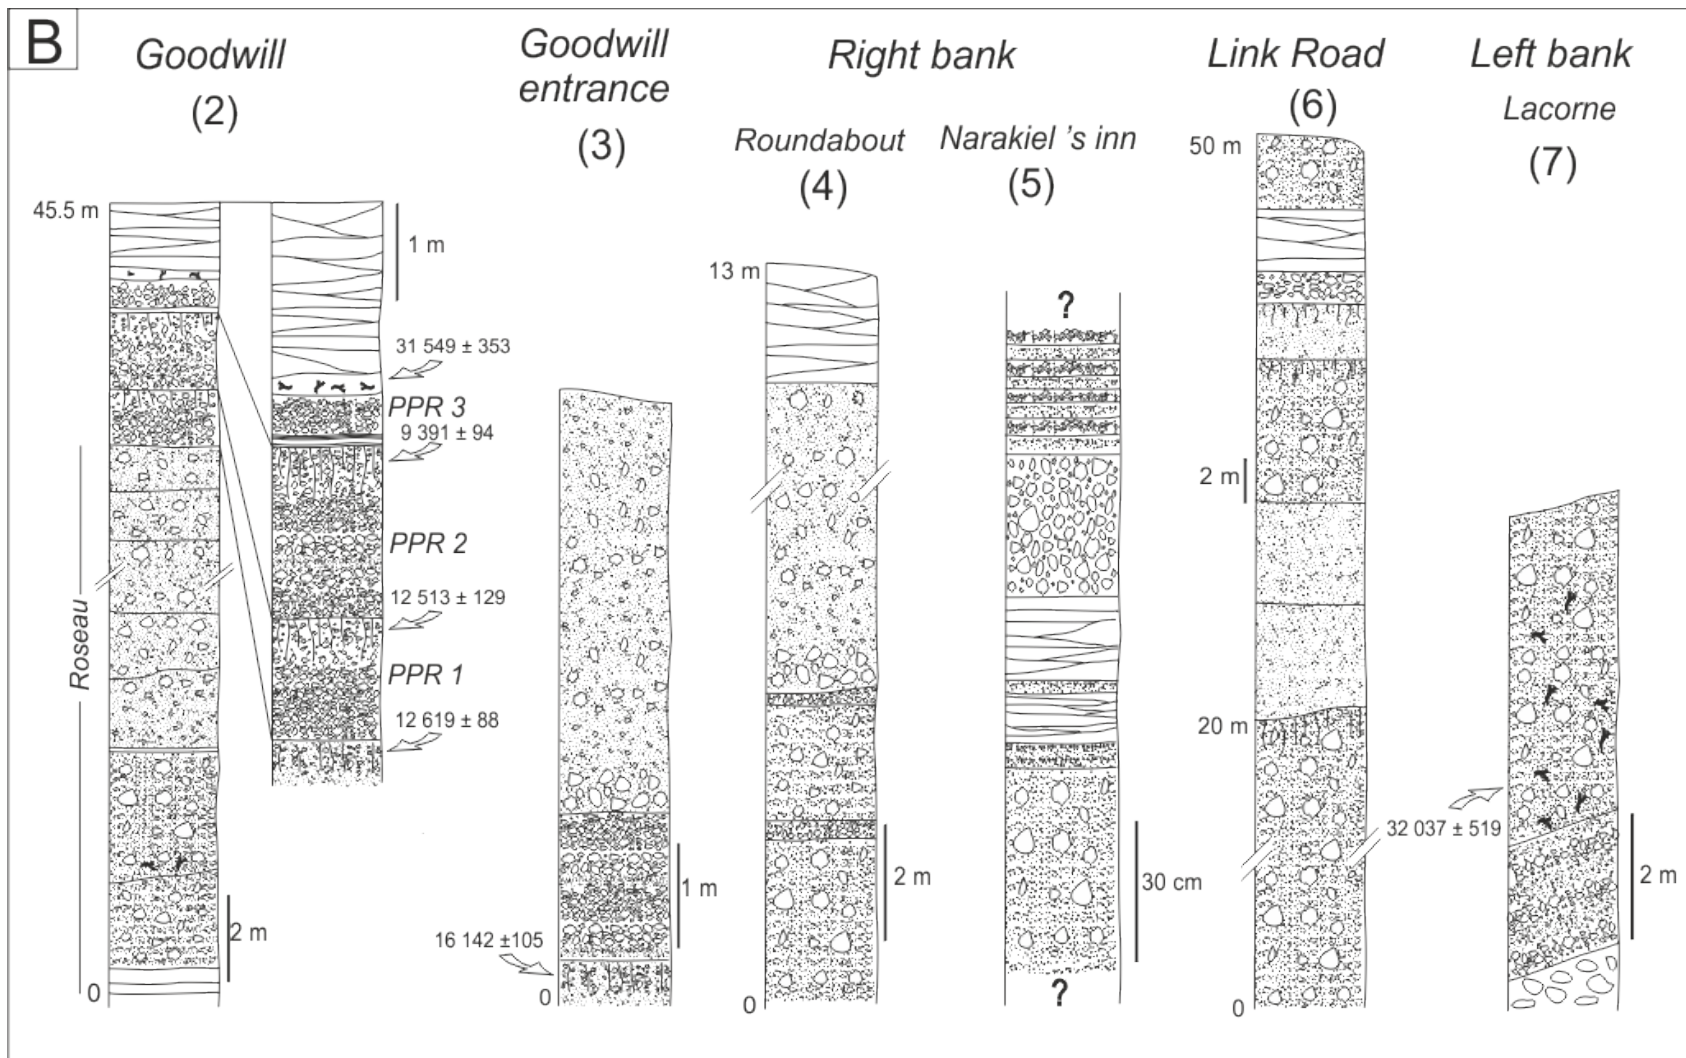 B
Goodwill
(2)
Goodwill
entrance
(3)
Right bank
Roundabout
(4)
Narakiel 's inn
(5)
Link Road
(6)
Left bank
Lacorne
(7)
45.5 m
1 m
31 549 ± 353
PPR 3
9 391 ± 94
PPR 2
12 513 ± 129
PPR 1
12 619 ± 88
Roseau
2 m
0
16 142 ±105
0
1 m
13 m
2 m
0
?
30 cm
?
50 m
2 m
20 m
0
32 037 ± 519
2 m